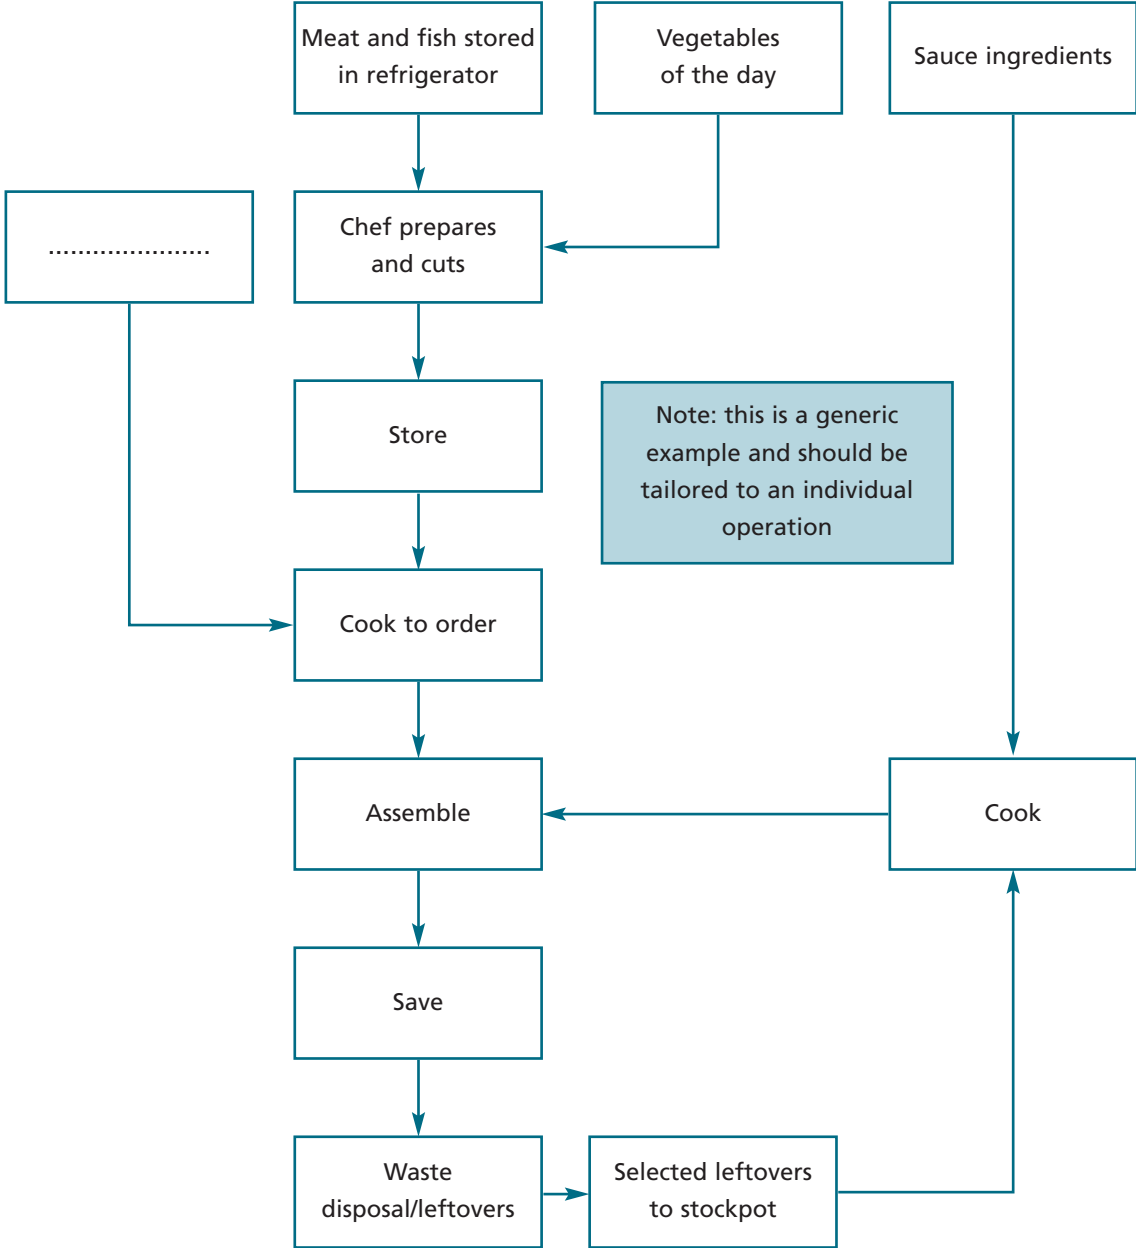 Meat and fish stored
in refrigerator
Vegetables
of the day
Sauce ingredients
......................
Chef prepares
and cuts
Store
Note: this is a generic
example and should be
tailored to an individual
operation
Cook to order
Assemble
Cook
Save
Waste
disposal/leftovers
Selected leftovers
to stockpot